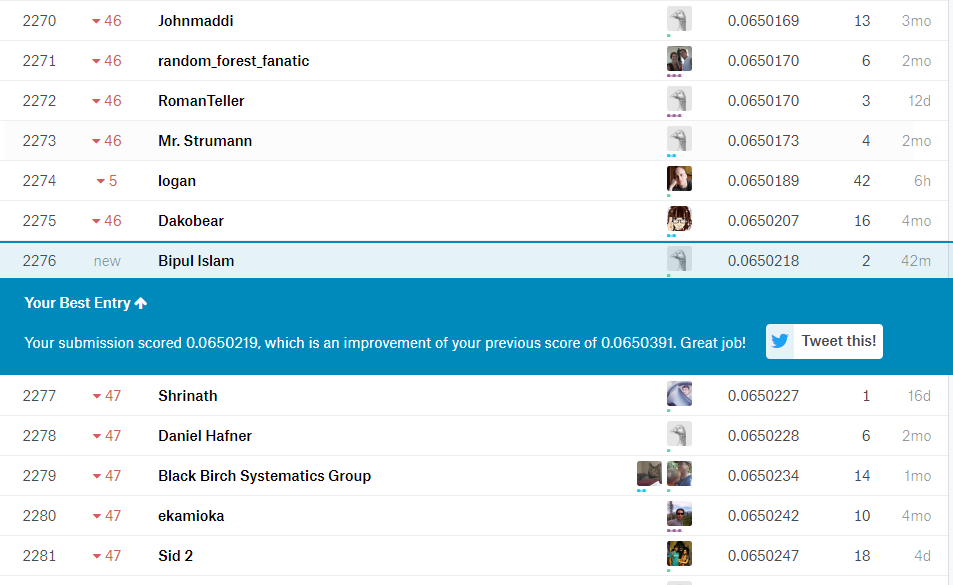 2270 46 Johnmaddi 0.0650169 13 3mo
2271 46 random_forest_fanatic 0.0650170 6 2mo
2272 46 RomanTeller 0.0650170 3 12d
2273 46 Mr. Strumann 0.0650173 4 2mo
2274 5 logan 0.0650189 42 6h
2275 46 Dakobear 0.0650207 16 4mo
2276 new Bipul Islam 0.0650218 2 42m
Your Best Entry
Your submission scored 0.0650219, which is an improvement of your previous score of 0.0650391. Great job! Tweet this!
2277 47 Shrinath 0.0650227 1 16d
2278 47 Daniel Hafner 0.0650228 6 2mo
2279 47 Black Birch Systematics Group 0.0650234 14 1mo
2280 47 ekamioka 0.0650242 10 4mo
2281 47 Sid 2 0.0650247 18 4d